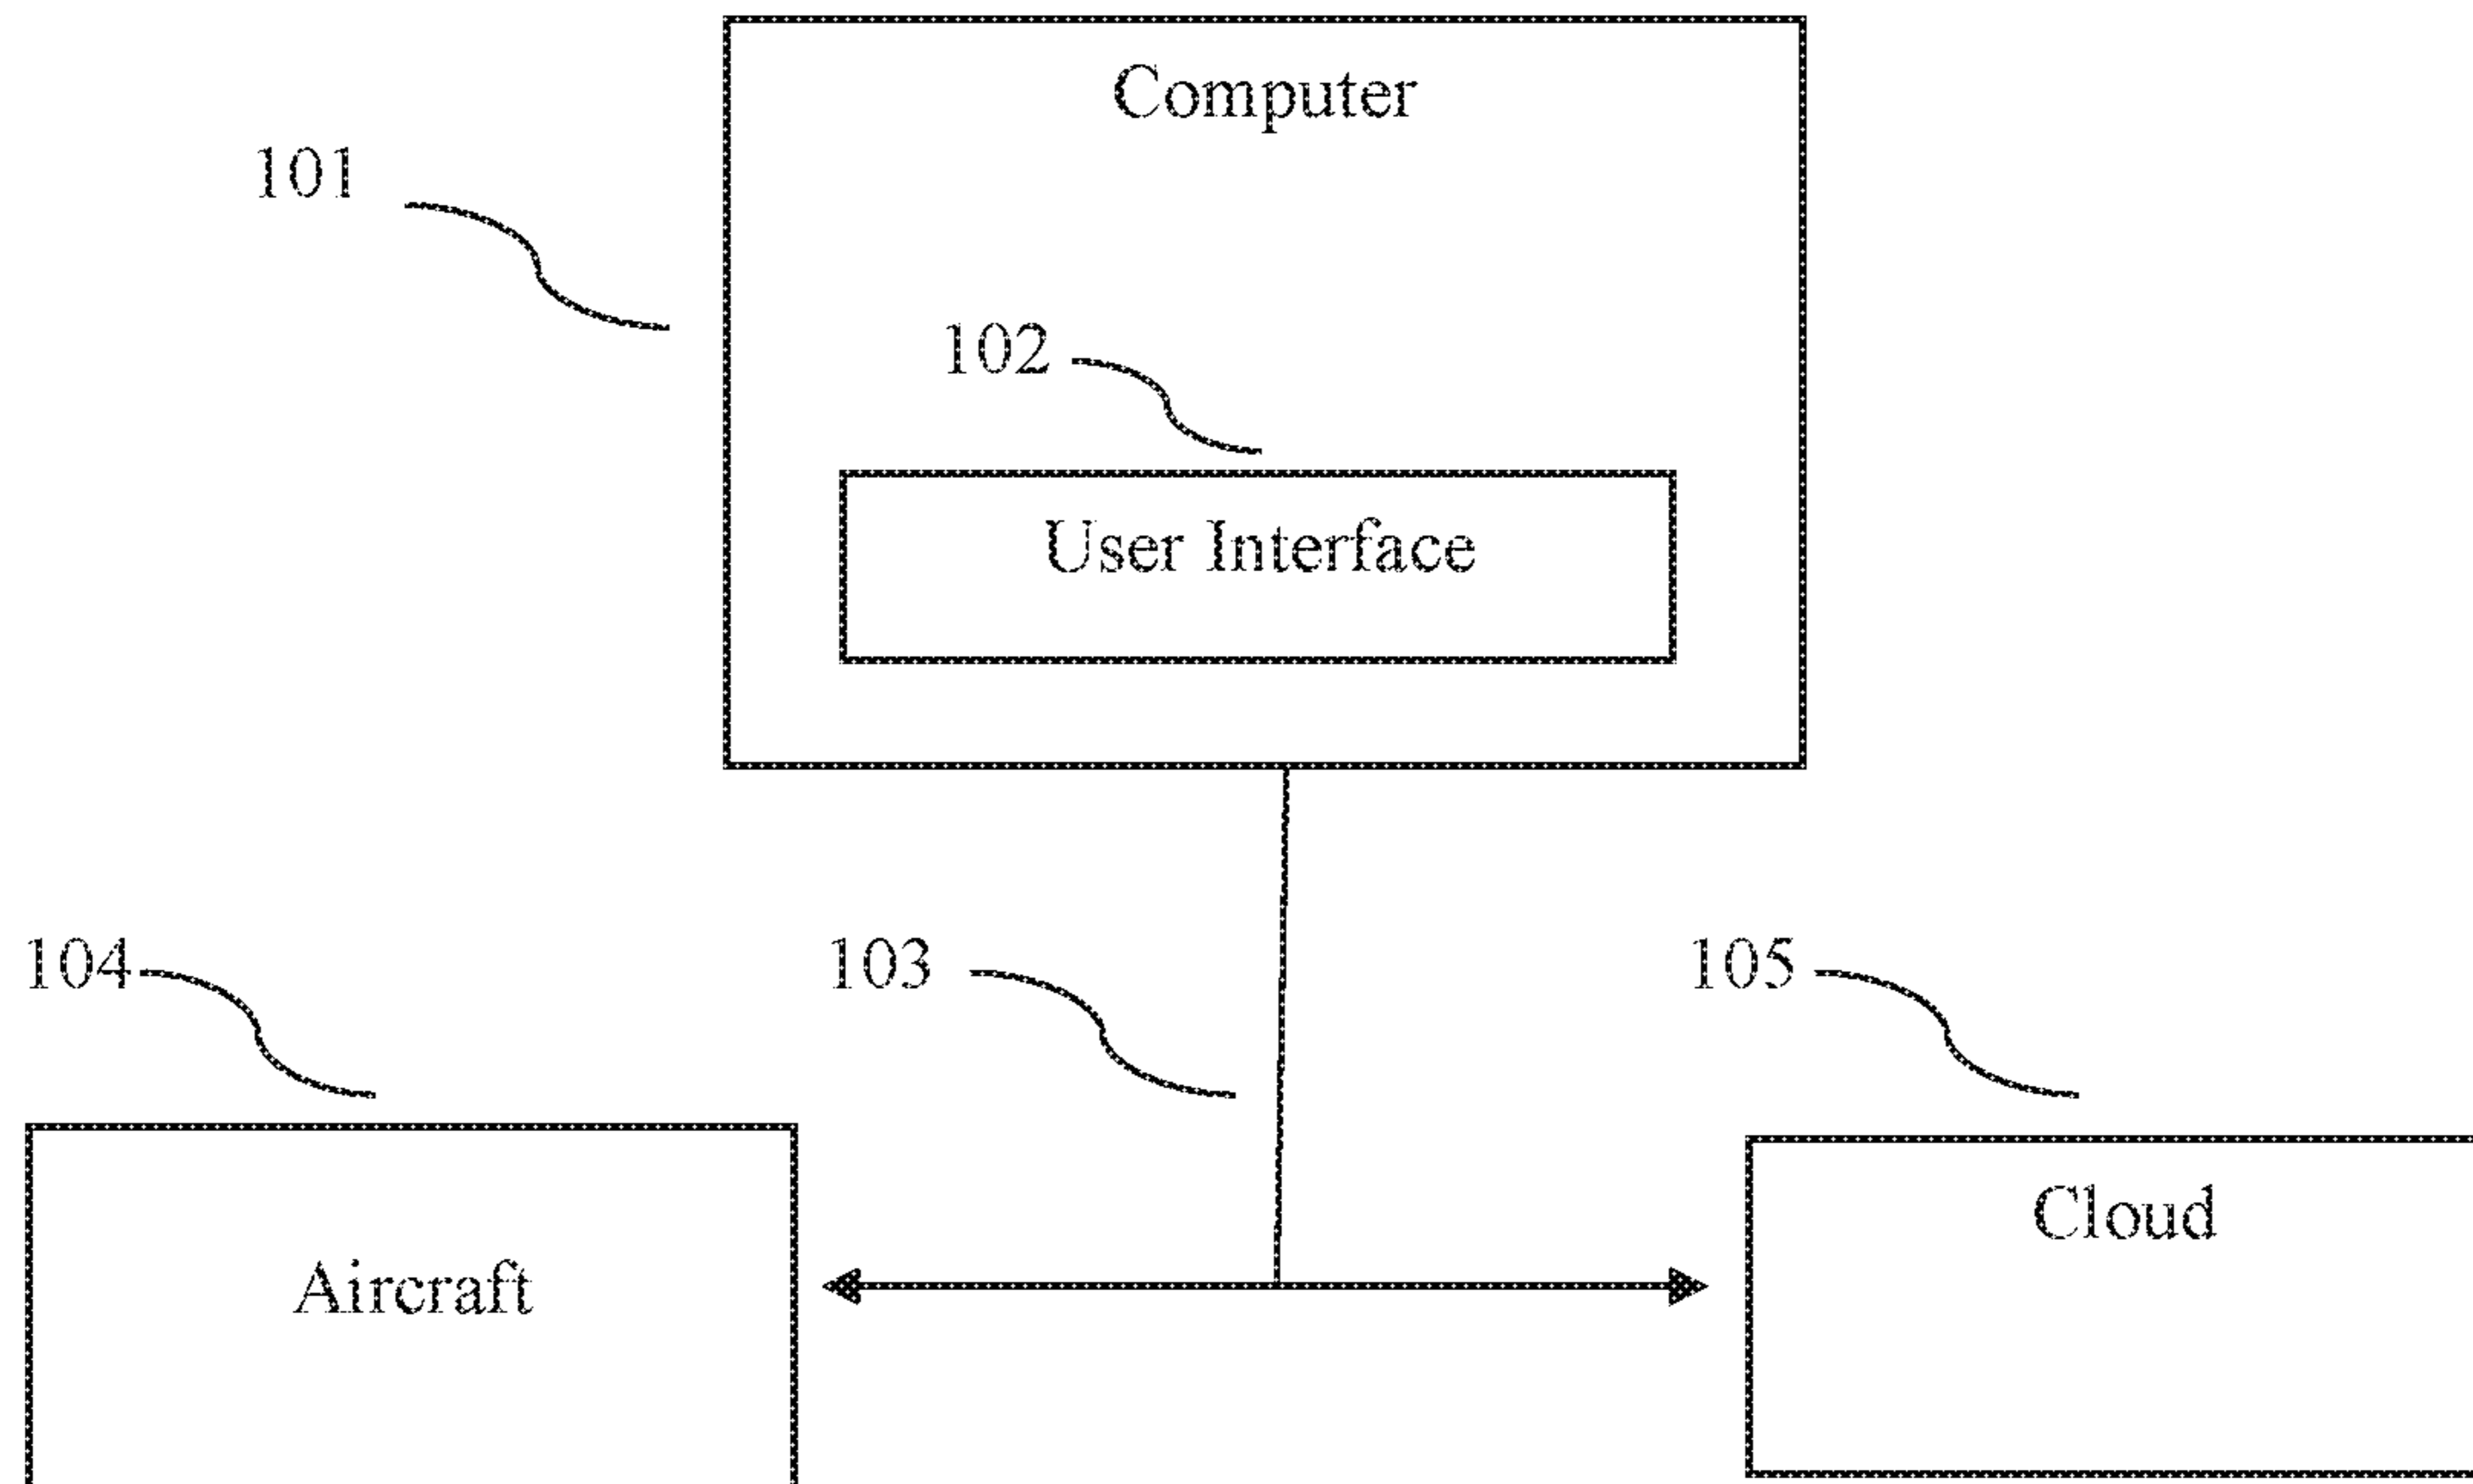 Computer
101
102
User Interface
104
103
105
Cloud
Aircraft